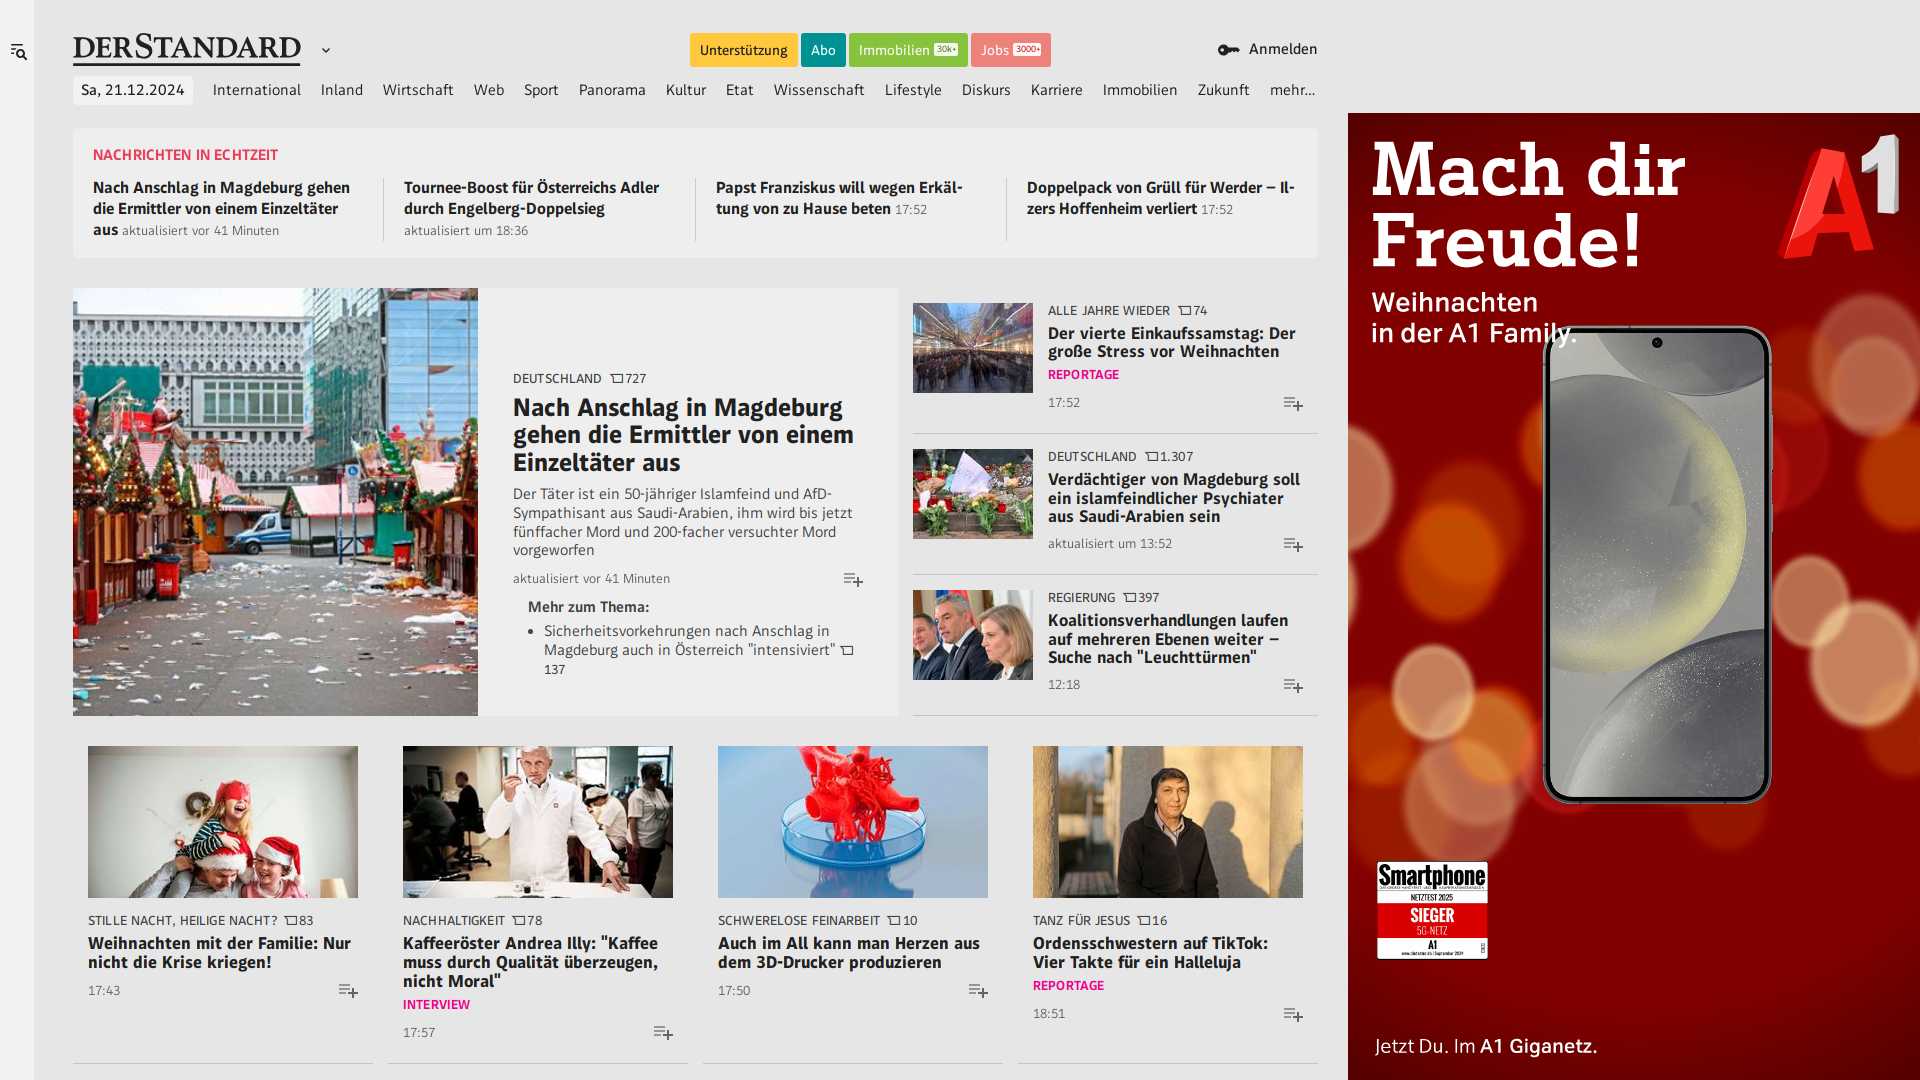 DERSTANDARD
Unterstützung
Abo
Immobilien 30k+
Jobs 3000+
Anmelden
Sa, 21.12.2024
International
Inland
Wirtschaft
Web
Sport
Panorama
Kultur
Etat
Wissenschaft
Lifestyle
Diskurs
Karriere
Immobilien
Zukunft
mehr...
NACHRICHTEN IN ECHTZEIT
Nach Anschlag in Magdeburg gehen
die Ermittler von einem Einzeltäter
aus aktualisiert vor 41 Minuten
Tournee-Boost für Österreichs Adler
durch Engelberg-Doppelsieg
aktualisiert um 18:36
Papst Franziskus will wegen Erkäl-
tung von zu Hause beten 17:52
Doppelpack von Grüll für Werder – Il-
zers Hoffenheim verliert 17:52
DEUTSCHLAND 727
Nach Anschlag in Magdeburg
gehen die Ermittler von einem
Einzeltäter aus
Der Täter ist ein 50-jähriger Islamfeind und AfD-
Sympathisant aus Saudi-Arabien, ihm wird bis jetzt
fünffacher Mord und 200-facher versuchter Mord
vorgeworfen
aktualisiert vor 41 Minuten
Mehr zum Thema:
• Sicherheitsvorkehrungen nach Anschlag in
Magdeburg auch in Österreich "intensiviert"
137
ALLE JAHRE WIEDER 74
Der vierte Einkaufssamstag: Der
große Stress vor Weihnachten
REPORTAGE
17:52
DEUTSCHLAND 1.307
Verdächtiger von Magdeburg soll
ein islamfeindlicher Psychiater
aus Saudi-Arabien sein
aktualisiert um 13:52
REGIERUNG 397
Koalitionsverhandlungen laufen
auf mehreren Ebenen weiter –
Suche nach "Leuchttürmen"
12:18
STILLE NACHT, HEILIGE NACHT? 83
Weihnachten mit der Familie: Nur
nicht die Krise kriegen!
17:43
NACHHALTIGKEIT 78
Kaffeeröster Andrea Illy: "Kaffee
muss durch Qualität überzeugen,
nicht Moral"
INTERVIEW
17:57
SCHWERELOSE FEINARBEIT 10
Auch im All kann man Herzen aus
dem 3D-Drucker produzieren
17:50
TANZ FÜR JESUS 16
Ordensschwestern auf TikTok:
Vier Takte für ein Halleluja
REPORTAGE
18:51
Mach dir
Freude!
A1
Weihnachten
in der A1 Family.
Smartphone
NETZTEST 2025
SIEGER
5G-NETZ
A1
Jetzt Du. Im A1 Giganetz.